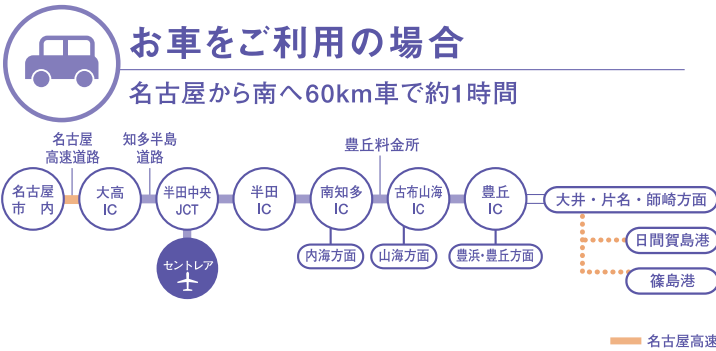 お車をご利用の場合
名古屋から南へ60km車で約1時間
名古屋
高速道路
知多半島
道路
豊丘料金所
名古屋
市 内
大高
IC
半田中央
JCT
半田
IC
南知多
IC
古布山海
IC
豊丘
IC
大井・片名・師崎方面
セントレア
内海方面
山海方面
豊浜・豊丘方面
日間賀島港
篠島港
名古屋高速